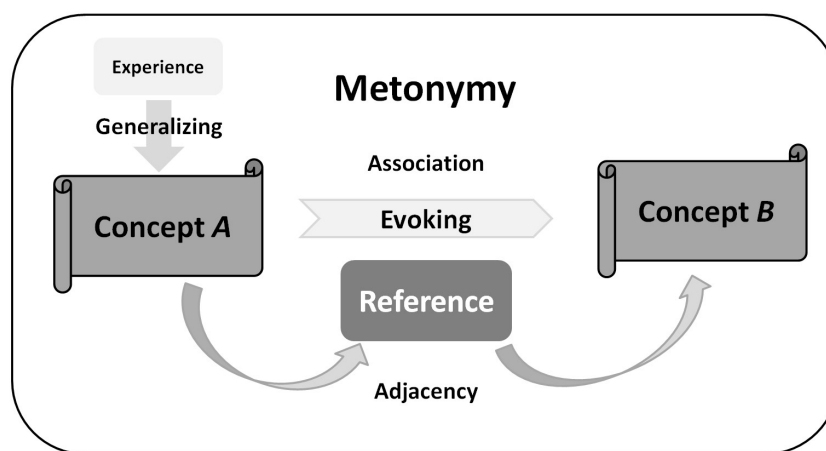 Experience
Metonymy
Generalizing
Association
Concept A
Evoking
Concept B
Reference
Adjacency